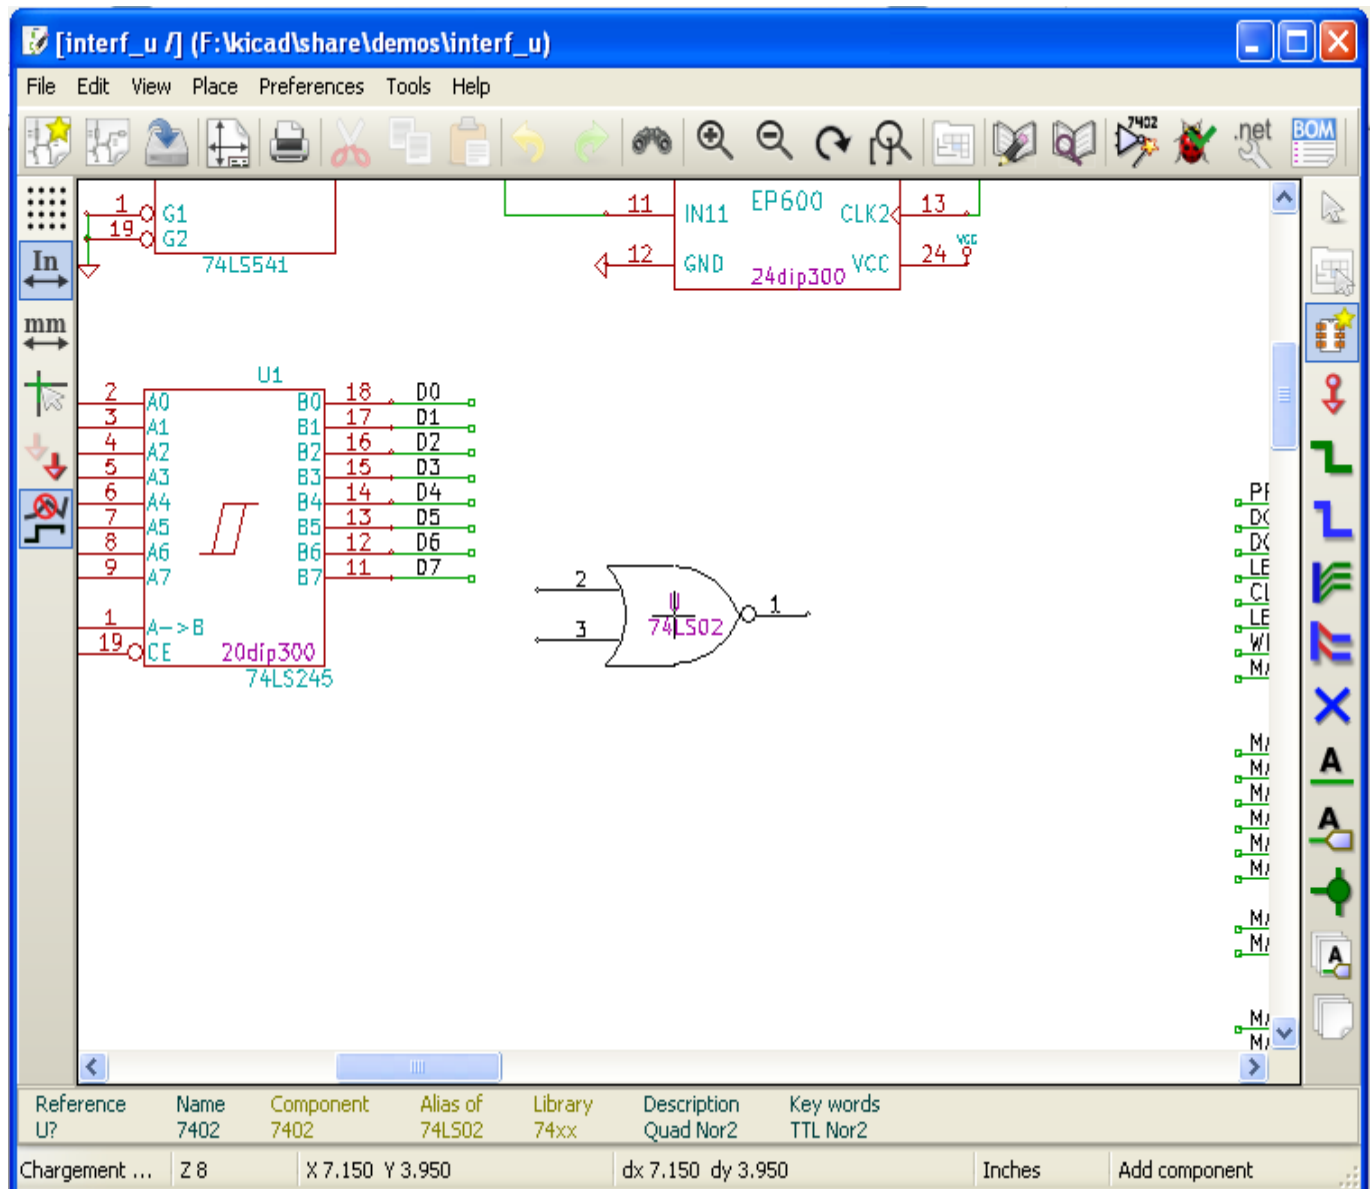 [interf_u /] (F:\kicad\share\demos\interf_u)
File Edit View Place Preferences Tools Help
7402
.net
BOM
In
mm
1 G1
19 G2
74LS541
11 IN11 EP600 CLK2 13
12 GND VCC 24 VCC
24dip300
U1
2 A0 B0 18 D0
3 A1 B1 17 D1
4 A2 B2 16 D2
5 A3 B3 15 D3
6 A4 B4 14 D4
7 A5 B5 13 D5
8 A6 B6 12 D6
9 A7 B7 11 D7
1 A->B
19 CE 20dip300
74LS245
2
U
1
74LS02
3
A
A
A
Reference Name Component Alias of Library Description Key words
U? 7402 7402 74LS02 74xx Quad Nor2 TTL Nor2
Chargement ... Z 8 X 7.150 Y 3.950 dx 7.150 dy 3.950 Inches Add component